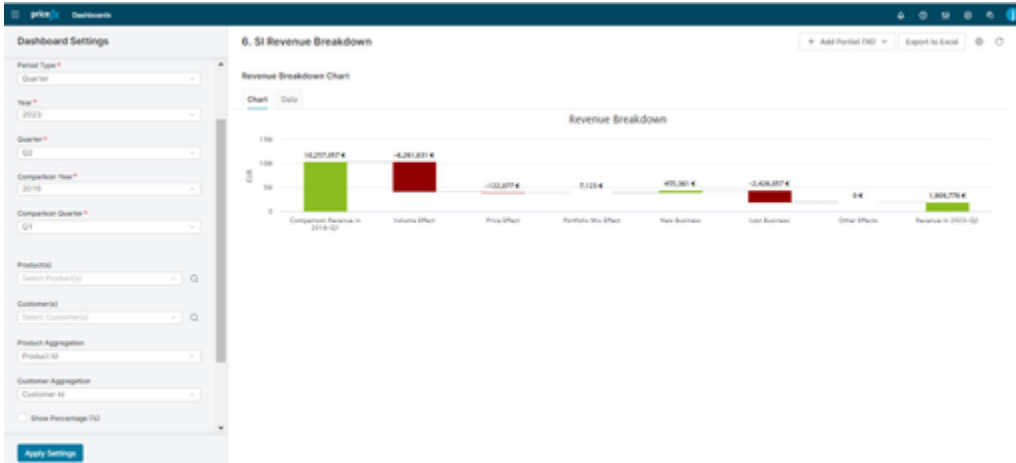 pricefx Dashboards
Dashboard Settings
Period Type *
Quarter
Year *
2023
Quarter *
Q2
Comparison Year *
2018
Comparison Quarter *
Q1
Product(s)
Select Product(s)
Customer(s)
Select Customer(s)
Product Aggregation
Product Id
Customer Aggregation
Customer Id
Show Percentage (%)
Apply Settings
6. SI Revenue Breakdown
+ Add Portlet Export to Excel
Revenue Breakdown Chart
Chart Data
Revenue Breakdown
15M
10M
5M
0
EUR
Volume Effect
Price Effect
Portfolio Mix Effect
New Business
Lost Business
Other Effects
0 €
Comparison Revenue in
Revenue in 2023-Q2